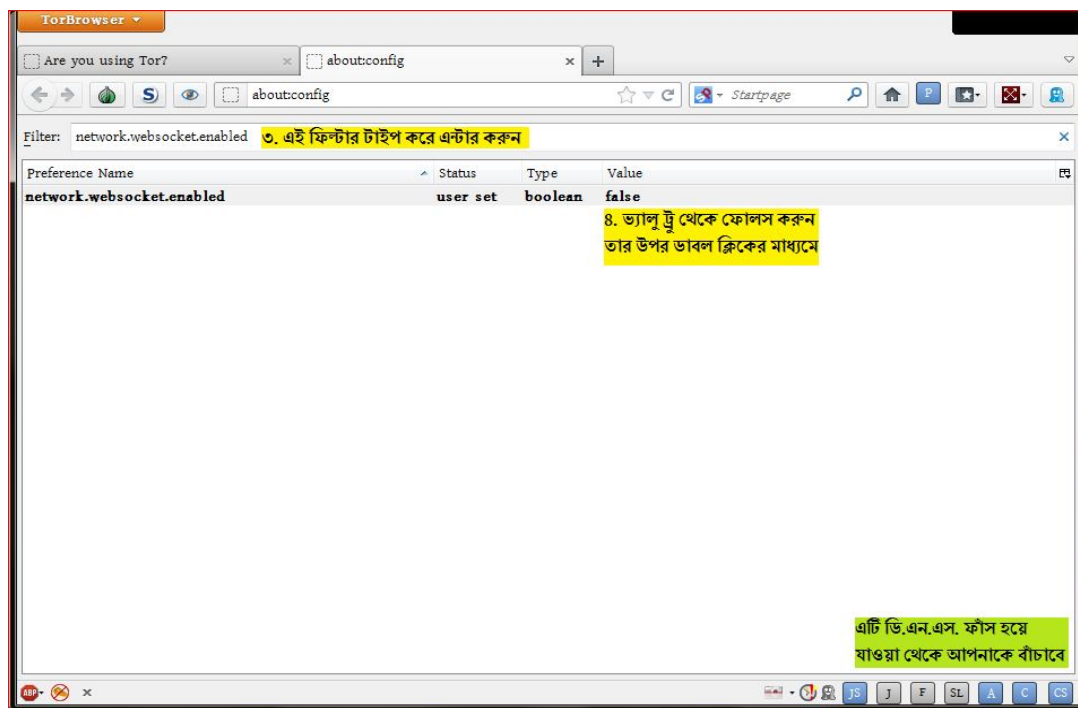 TorBrowser
Are you using Tor?
about:config
about:config
Startpage
P
Filter: network.websocket.enabled ৩. এই ফিল্টার টাইপ করে এন্টার করুন
Preference Name Status Type Value
network.websocket.enabled user set boolean false
৪. ভ্যালু ট্রু থেকে ফোলস করুন
তার উপর ডাবল ক্লিকের মাধ্যমে
এটি ডি.এন.এস. ফাঁস হয়ে
যাওয়া থেকে আপনাকে বাঁচাবে
ABP
JS J F SL A C CS